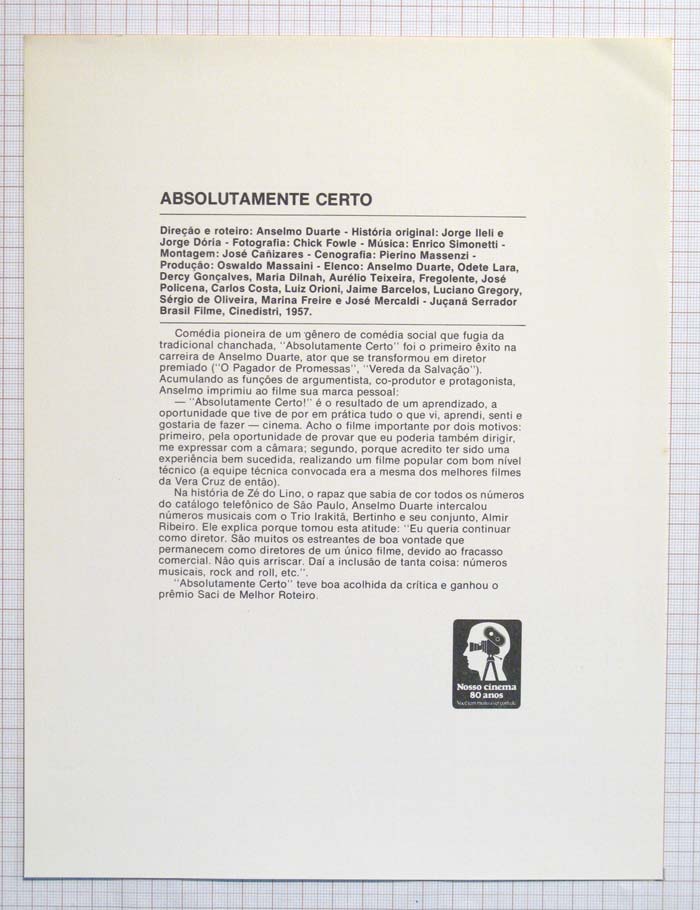 ABSOLUTAMENTE CERTO
Direção e roteiro: Anselmo Duarte - História original: Jorge Ileli e
Jorge Dória - Fotografia: Chick Fowle - Música: Enrico Simonetti -
Montagem: José Cañizares - Cenografia: Pierino Massenzi -
Produção: Oswaldo Massaini - Elenco: Anselmo Duarte, Odete Lara,
Dercy Gonçalves, Maria Dilnah, Aurélio Teixeira, Fregolente, José
Policena, Carlos Costa, Luiz Orioni, Jaime Barcelos, Luciano Gregory,
Sérgio de Oliveira, Marina Freire e José Mercaldi - Juçanã Serrador
Brasil Filme, Cinedistri, 1957.
Comédia pioneira de um gênero de comédia social que fugia da
tradicional chanchada, "Absolutamente Certo" foi o primeiro êxito na
carreira de Anselmo Duarte, ator que se transformou em diretor
premiado ("O Pagador de Promessas", "Vereda da Salvação").
Acumulando as funções de argumentista, co-produtor e protagonista,
Anselmo imprimiu ao filme sua marca pessoal:
— "Absolutamente Certo!" é o resultado de um aprendizado, a
oportunidade que tive de por em prática tudo o que vi, aprendi, senti e
gostaria de fazer — cinema. Acho o filme importante por dois motivos:
primeiro, pela oportunidade de provar que eu poderia também dirigir,
me expressar com a câmara; segundo, porque acredito ter sido uma
experiência bem sucedida, realizando um filme popular com bom nível
técnico (a equipe técnica convocada era a mesma dos melhores filmes
da Vera Cruz de então).
Na história de Zé do Lino, o rapaz que sabia de cor todos os números
do catálogo telefônico de São Paulo, Anselmo Duarte intercalou
números musicais com o Trio Irakitã, Bertinho e seu conjunto, Almir
Ribeiro. Ele explica porque tomou esta atitude: "Eu queria continuar
como diretor. São muitos os estreantes de boa vontade que
permanecem como diretores de um único filme, devido ao fracasso
comercial. Não quis arriscar. Daí a inclusão de tanta coisa: números
musicais, rock and roll, etc.".
"Absolutamente Certo" teve boa acolhida da crítica e ganhou o
prêmio Saci de Melhor Roteiro.
Nosso cinema
80 anos